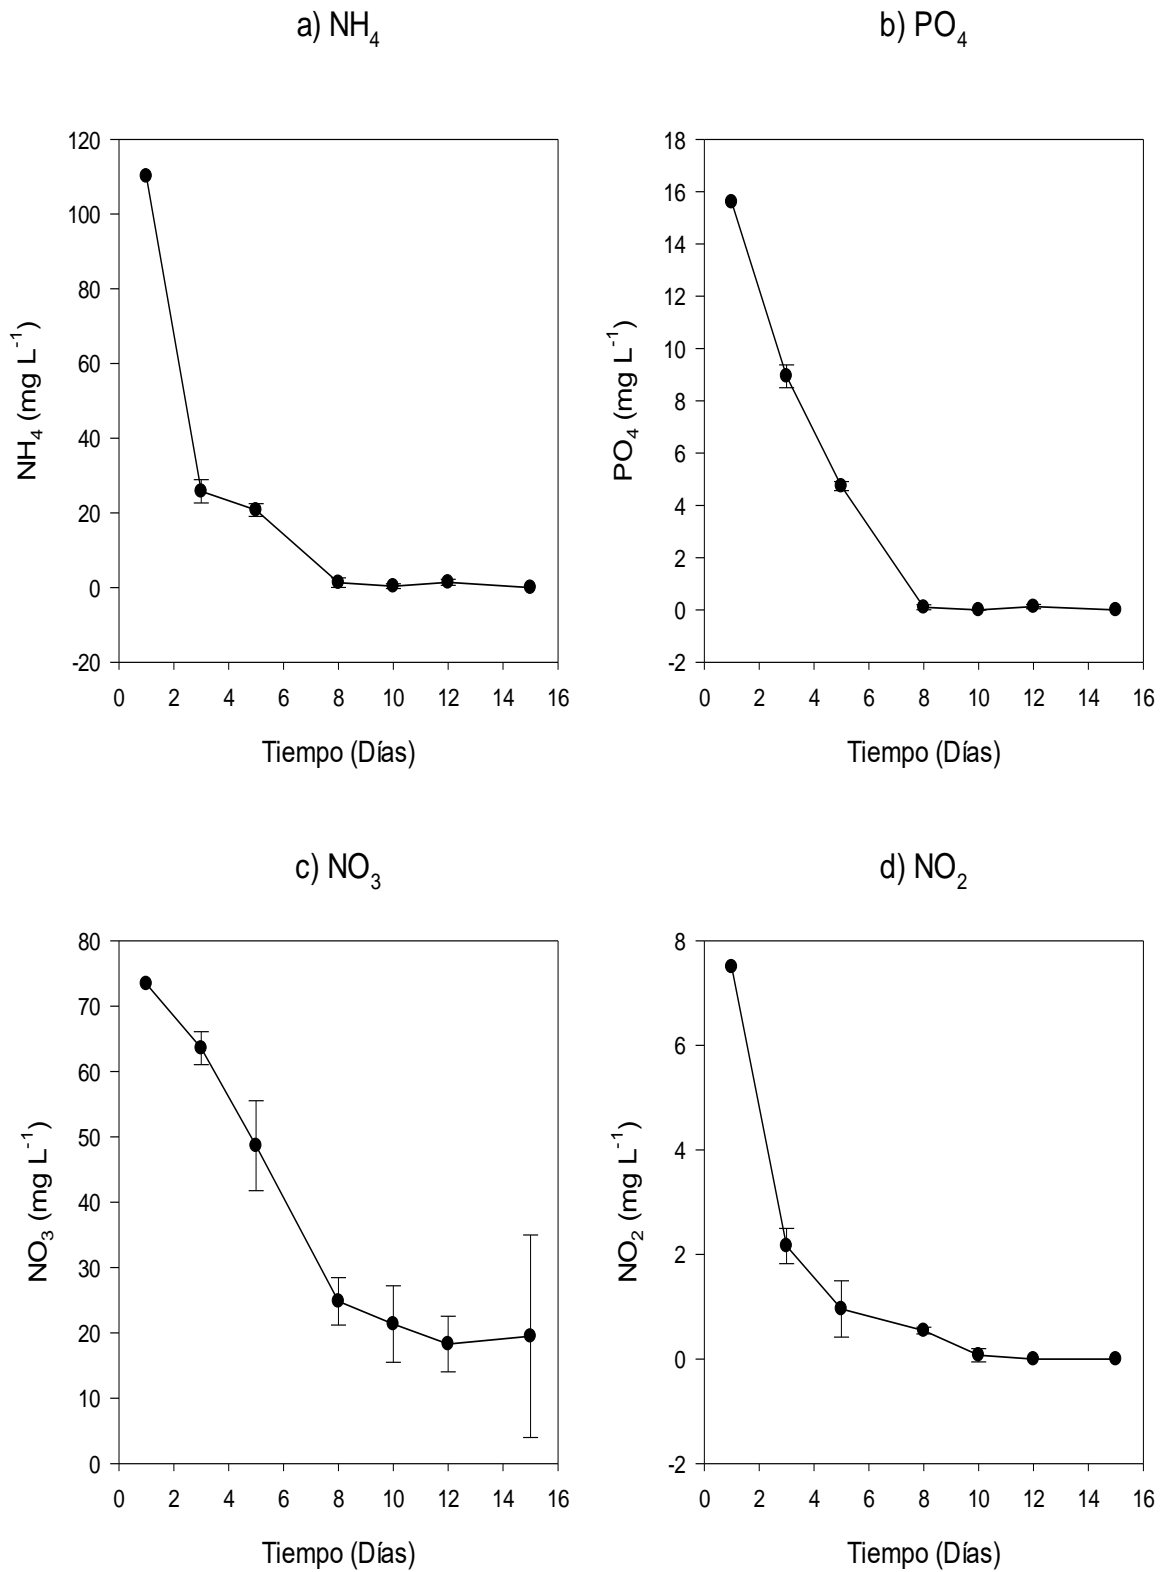 a) NH4
b) PO4
120
100
80
60
40
20
0
-20
NH4 (mg L-1)
0 2 4 6 8 10 12 14 16
Tiempo (Días)
18
16
14
12
10
8
6
4
2
0
-2
PO4 (mg L-1)
0 2 4 6 8 10 12 14 16
Tiempo (Días)
c) NO3
d) NO2
80
70
60
50
40
30
20
10
0
NO3 (mg L-1)
0 2 4 6 8 10 12 14 16
Tiempo (Días)
8
6
4
2
0
-2
NO2 (mg L-1)
0 2 4 6 8 10 12 14 16
Tiempo (Días)